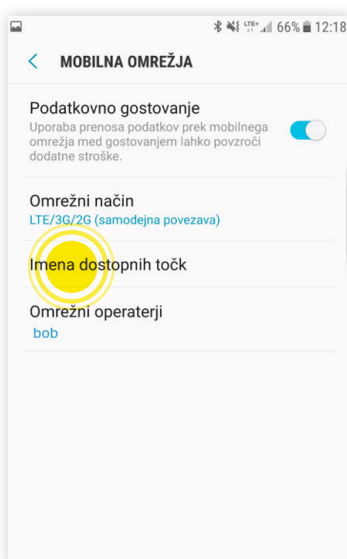 LTE+ 66% 12:18
MOBILNA OMREŽJA
Podatkovno gostovanje
Uporaba prenosa podatkov prek mobilnega
omrežja med gostovanjem lahko povzroči
dodatne stroške.
Omrežni način
LTE/3G/2G (samodejna povezava)
Imena dostopnih točk
Omrežni operaterji
bob